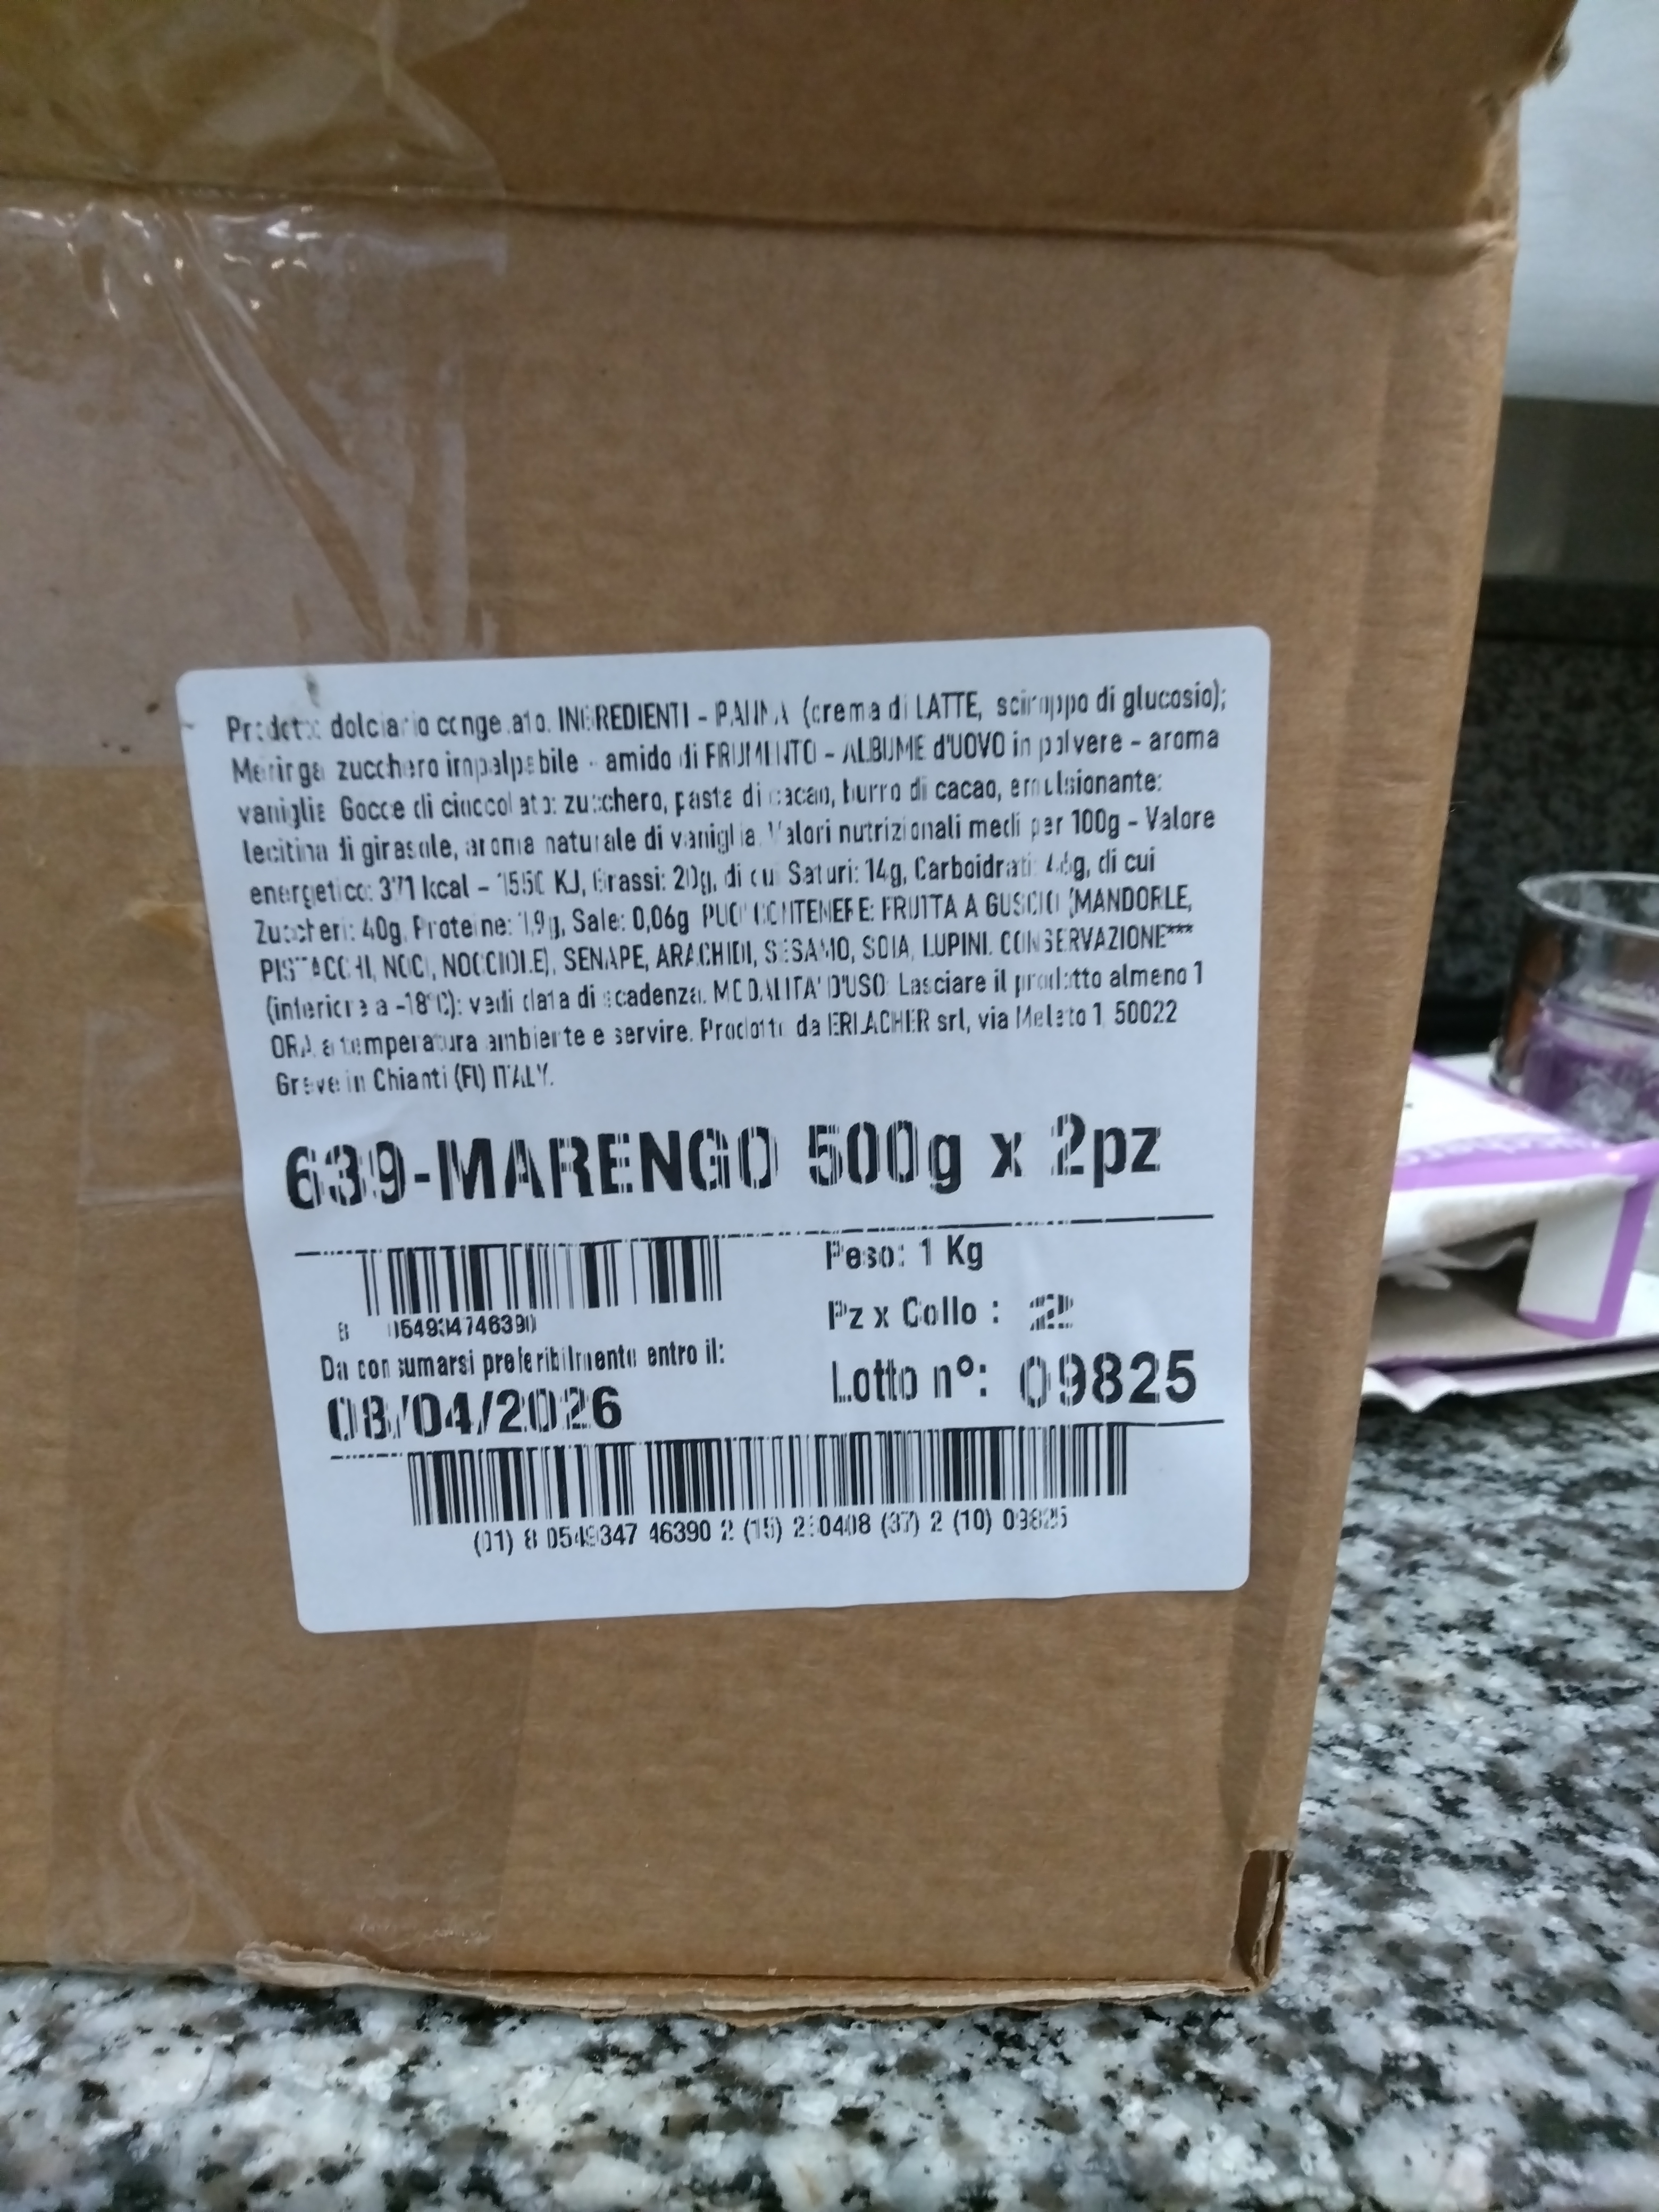 Prodotto dolciario congelato. INGREDIENTI - PANNA (crema di LATTE, sciroppo di glucosio);
Meringa zucchero impalpabile - amido di FRUMENTO - ALBUME d'UOVO in polvere - aroma
vaniglia Gocce di cioccolato: zucchero, pasta di cacao, burro di cacao, emulsionante:
lecitina di girasole, aroma naturale di vaniglia. Valori nutrizionali medi per 100g - Valore
energetico: 371 kcal - 1550 KJ, Grassi: 20g, di cui Saturi: 14g, Carboidrati: di cui
Zuccheri: 40g, Proteine: 1,9g, Sale: 0,06g PUO' CONTENERE: FRUTTA A GUSCIO (MANDORLE,
PISTACCHI, NOCI, NOCCIOLE), SENAPE, ARACHIDI, SESAMO, SOIA, LUPINI. CONSERVAZIONE***
(inferiore a -18°C): vedi data di scadenza. MODALITA' D'USO: Lasciare il prodotto almeno 1
ORA a temperatura ambiente e servire. Prodotto da ERLACHER srl, via Meleto 1, 50022
Greve in Chianti (FI) ITALY.
639-MARENGO 500g x 2pz
Peso: 1 Kg
8 054934746390
Pz x Collo : 2
Da consumarsi preferibilmente entro il:
08/04/2026
Lotto n°: 09825
(01) 8 0549347 46390 2 (15) 260408 (37) 2 (10) 09825